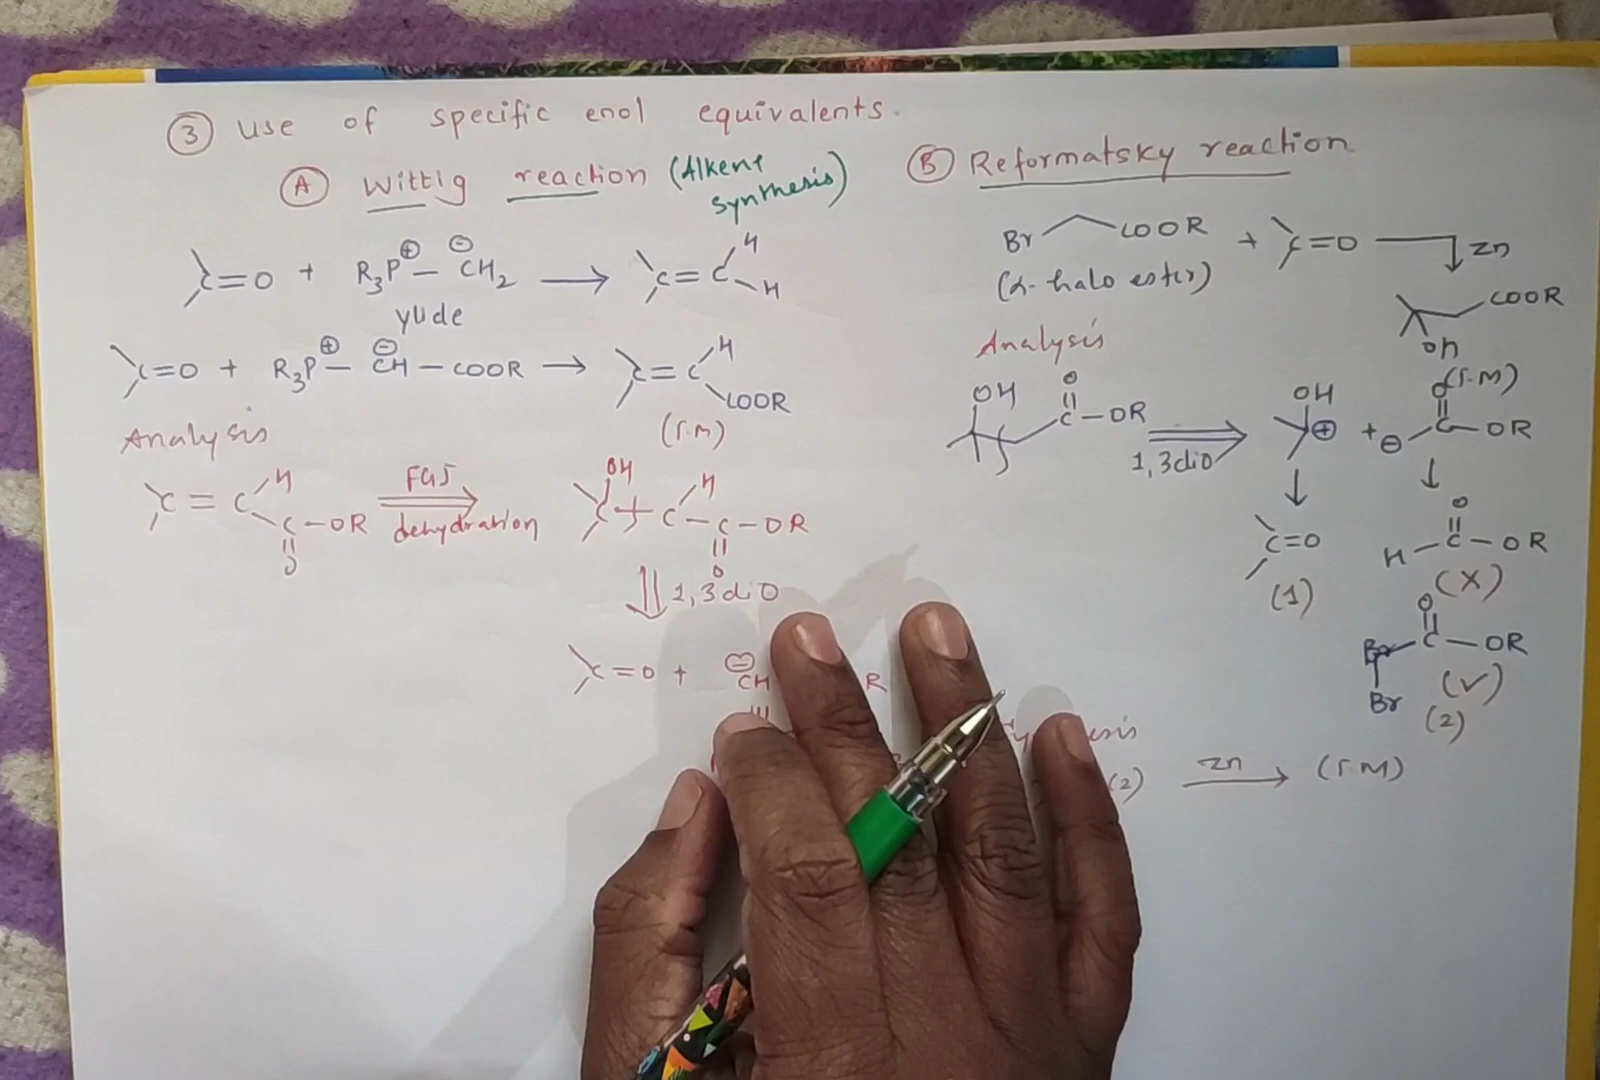 ③ use of specific enol equivalents.
Ⓐ Wittig reaction (Alkene
synthesis)
C=O + R₃P⊕ — ⊖CH₂ → C=C H H
ylide
C=O + R₃P⊕ — ⊖CH — COOR → C=C H COOR
(T.M)
Analysis
C=C H C—OR O
FGI
dehydration
OH C C H C—OR O
1,3 diO
C=O + ⊖CH R
Ⓑ Reformatsky reaction.
Br COOR + C=O Zn
(α-halo ester)
COOR
OH
(T.M)
Analysis
OH O C—OR
1,3diO
OH ⊕ + ⊖ O C—OR
C=O
(1)
O H—C—OR
(X)
O C—OR
Br
(V)
(2)
(2) Zn → (T.M)